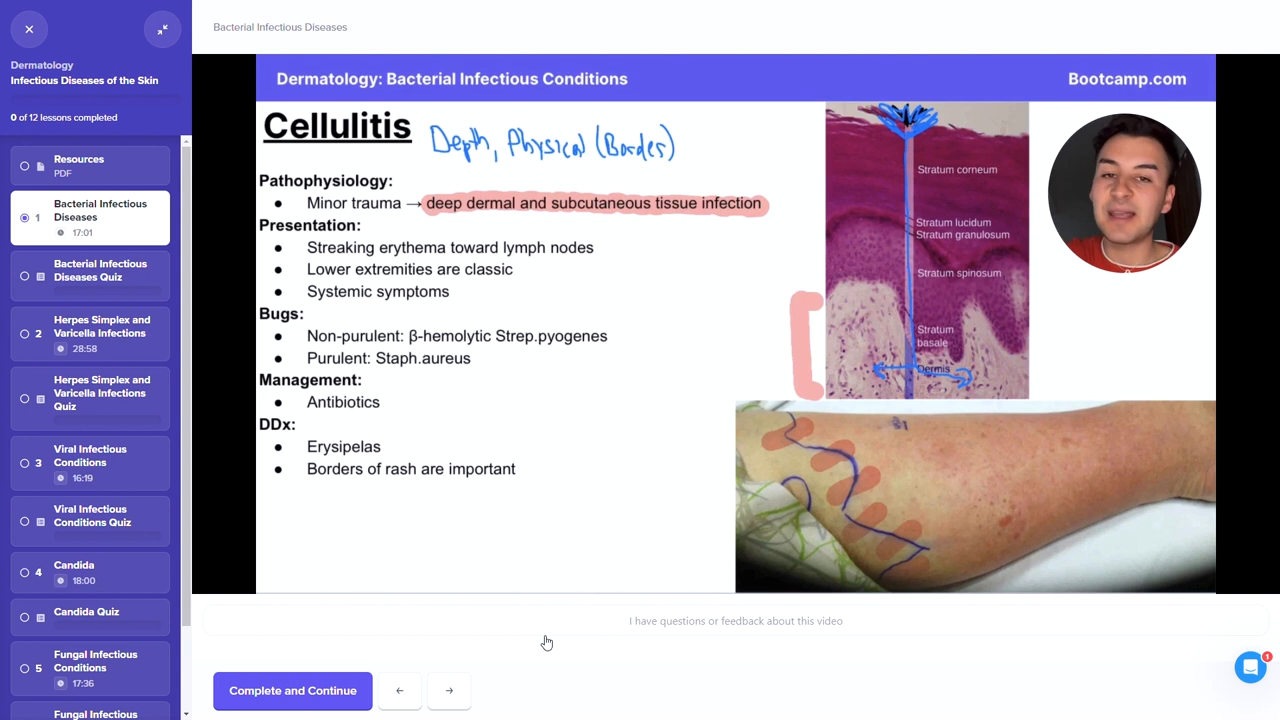 Dermatology
Infectious Diseases of the Skin
0 of 12 lessons completed
Resources
PDF
1
Bacterial Infectious
Diseases
17:01
Bacterial Infectious
Diseases Quiz
2
Herpes Simplex and
Varicella Infections
28:58
Herpes Simplex and
Varicella Infections
Quiz
3
Viral Infectious
Conditions
16:19
Viral Infectious
Conditions Quiz
4
Candida
18:00
Candida Quiz
5
Fungal Infectious
Conditions
17:36
Fungal Infectious
Bacterial Infectious Diseases
Dermatology: Bacterial Infectious Conditions
Bootcamp.com
Cellulitis
Depth, Physical (Border)
Pathophysiology:
• Minor trauma → deep dermal and subcutaneous tissue infection
Presentation:
• Streaking erythema toward lymph nodes
• Lower extremities are classic
• Systemic symptoms
Bugs:
• Non-purulent: β-hemolytic Strep.pyogenes
• Purulent: Staph.aureus
Management:
• Antibiotics
DDx:
• Erysipelas
• Borders of rash are important
Stratum corneum
Stratum lucidum
Stratum granulosum
Stratum spinosum
Stratum
basale
Dermis
I have questions or feedback about this video
Complete and Continue
← →
1